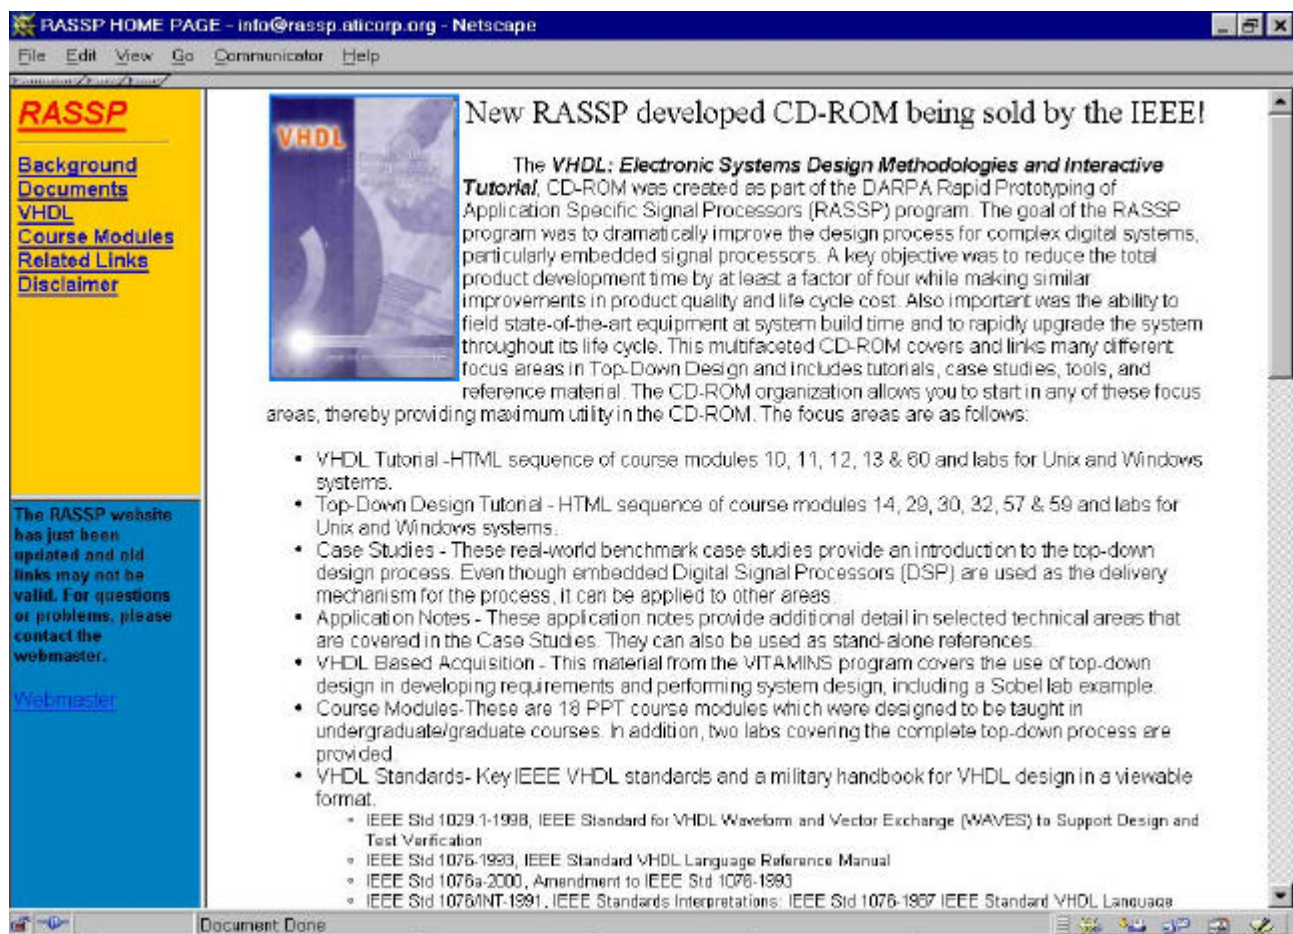 RASSP HOME PAGE - info@rassp.aticorp.org - Netscape
File Edit View Go Communicator Help
RASSP
Background
Documents
VHDL
Course Modules
Related Links
Disclaimer
The RASSP website
has just been
updated and old
links may not be
valid. For questions
or problems, please
contact the
webmaster.
Webmaster
VHDL
New RASSP developed CD-ROM being sold by the IEEE!
The VHDL: Electronic Systems Design Methodologies and Interactive
Tutorial, CD-ROM was created as part of the DARPA Rapid Prototyping of
Application Specific Signal Processors (RASSP) program. The goal of the RASSP
program was to dramatically improve the design process for complex digital systems,
particularly embedded signal processors. A key objective was to reduce the total
product development time by at least a factor of four while making similar
improvements in product quality and life cycle cost. Also important was the ability to
field state-of-the-art equipment at system build time and to rapidly upgrade the system
throughout its life cycle. This multifaceted CD-ROM covers and links many different
focus areas in Top-Down Design and includes tutorials, case studies, tools, and
reference material. The CD-ROM organization allows you to start in any of these focus
areas, thereby providing maximum utility in the CD-ROM. The focus areas are as follows:
• VHDL Tutorial -HTML sequence of course modules 10, 11, 12, 13 & 60 and labs for Unix and Windows
systems.
• Top-Down Design Tutorial - HTML sequence of course modules 14, 29, 30, 32, 57 & 59 and labs for
Unix and Windows systems.
• Case Studies - These real-world benchmark case studies provide an introduction to the top-down
design process. Even though embedded Digital Signal Processors (DSP) are used as the delivery
mechanism for the process, it can be applied to other areas.
• Application Notes - These application notes provide additional detail in selected technical areas that
are covered in the Case Studies. They can also be used as stand-alone references.
• VHDL Based Acquisition - This material from the VITAMINS program covers the use of top-down
design in developing requirements and performing system design, including a Sobel lab example.
• Course Modules-These are 18 PPT course modules which were designed to be taught in
undergraduate/graduate courses. In addition, two labs covering the complete top-down process are
provided.
• VHDL Standards- Key IEEE VHDL standards and a military handbook for VHDL design in a viewable
format.
IEEE Std 1029.1-1998, IEEE Standard for VHDL Waveform and Vector Exchange (WAVES) to Support Design and
Test Verification
IEEE Std 1076-1993, IEEE Standard VHDL Language Reference Manual
IEEE Std 1076a-2000, Amendment to IEEE Std 1076-1993
IEEE Std 1076/INT-1991, IEEE Standards Interpretations: IEEE Std 1076-1987 IEEE Standard VHDL Language
Document Done